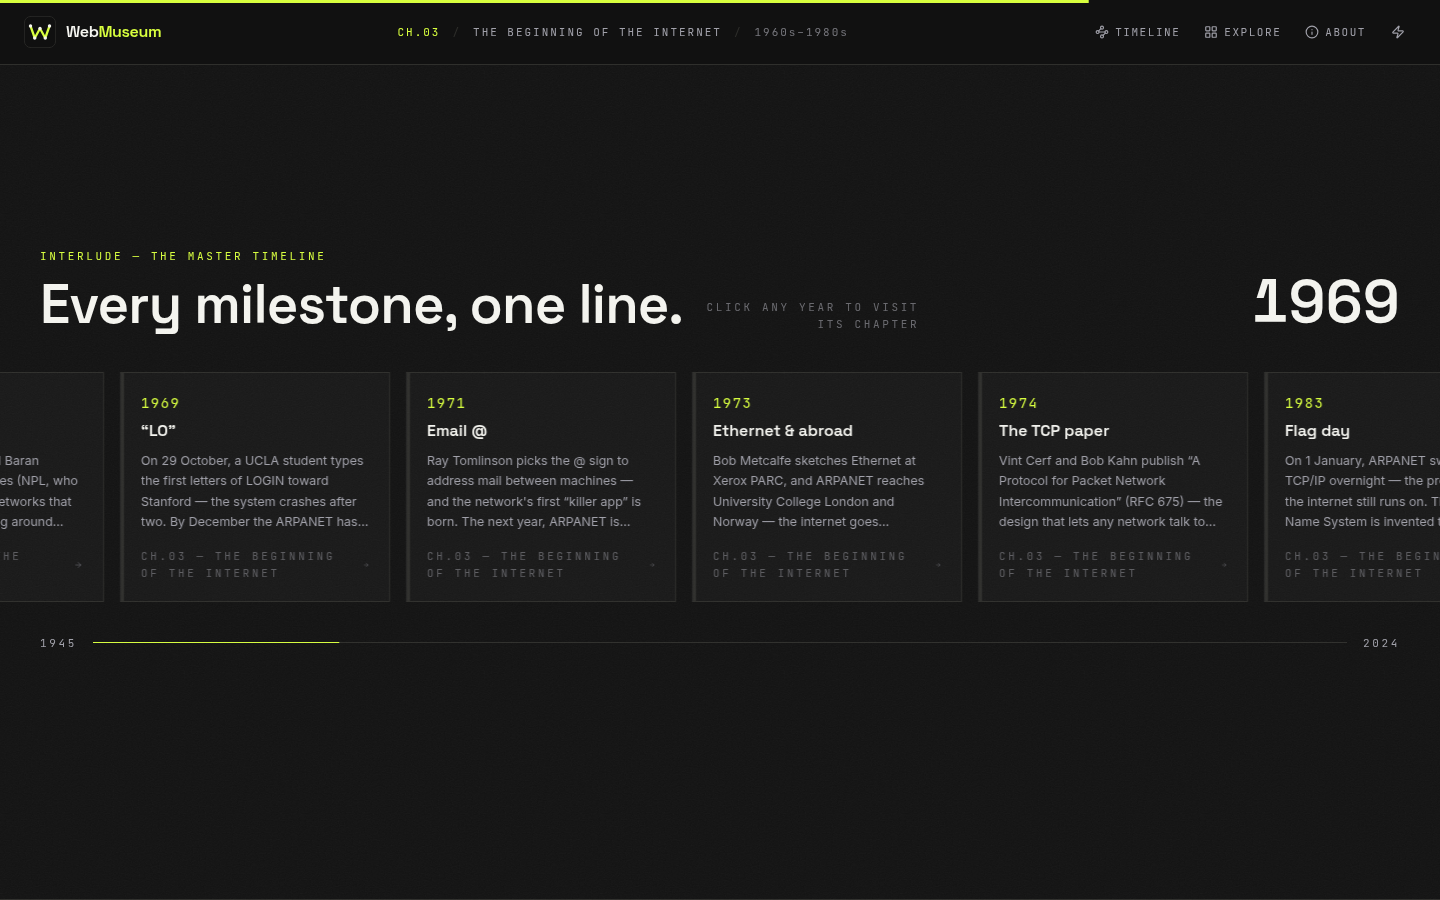 WebMuseum
CH.03 / THE BEGINNING OF THE INTERNET / 1960s–1980s
TIMELINE
EXPLORE
ABOUT
INTERLUDE — THE MASTER TIMELINE
Every milestone, one line.
CLICK ANY YEAR TO VISIT
ITS CHAPTER
1969
Baran
es (NPL, who
etworks that
g around...
HE
1969
“LO”
On 29 October, a UCLA student types
the first letters of LOGIN toward
Stanford — the system crashes after
two. By December the ARPANET has...
CH.03 — THE BEGINNING
OF THE INTERNET
1971
Email @
Ray Tomlinson picks the @ sign to
address mail between machines —
and the network's first “killer app” is
born. The next year, ARPANET is...
CH.03 — THE BEGINNING
OF THE INTERNET
1973
Ethernet & abroad
Bob Metcalfe sketches Ethernet at
Xerox PARC, and ARPANET reaches
University College London and
Norway — the internet goes...
CH.03 — THE BEGINNING
OF THE INTERNET
1974
The TCP paper
Vint Cerf and Bob Kahn publish “A
Protocol for Packet Network
Intercommunication” (RFC 675) — the
design that lets any network talk to...
CH.03 — THE BEGINNING
OF THE INTERNET
1983
Flag day
On 1 January, ARPANET sw
TCP/IP overnight — the pr
the internet still runs on. T
Name System is invented t
CH.03 — THE BEGIN
OF THE INTERNET
1945
2024